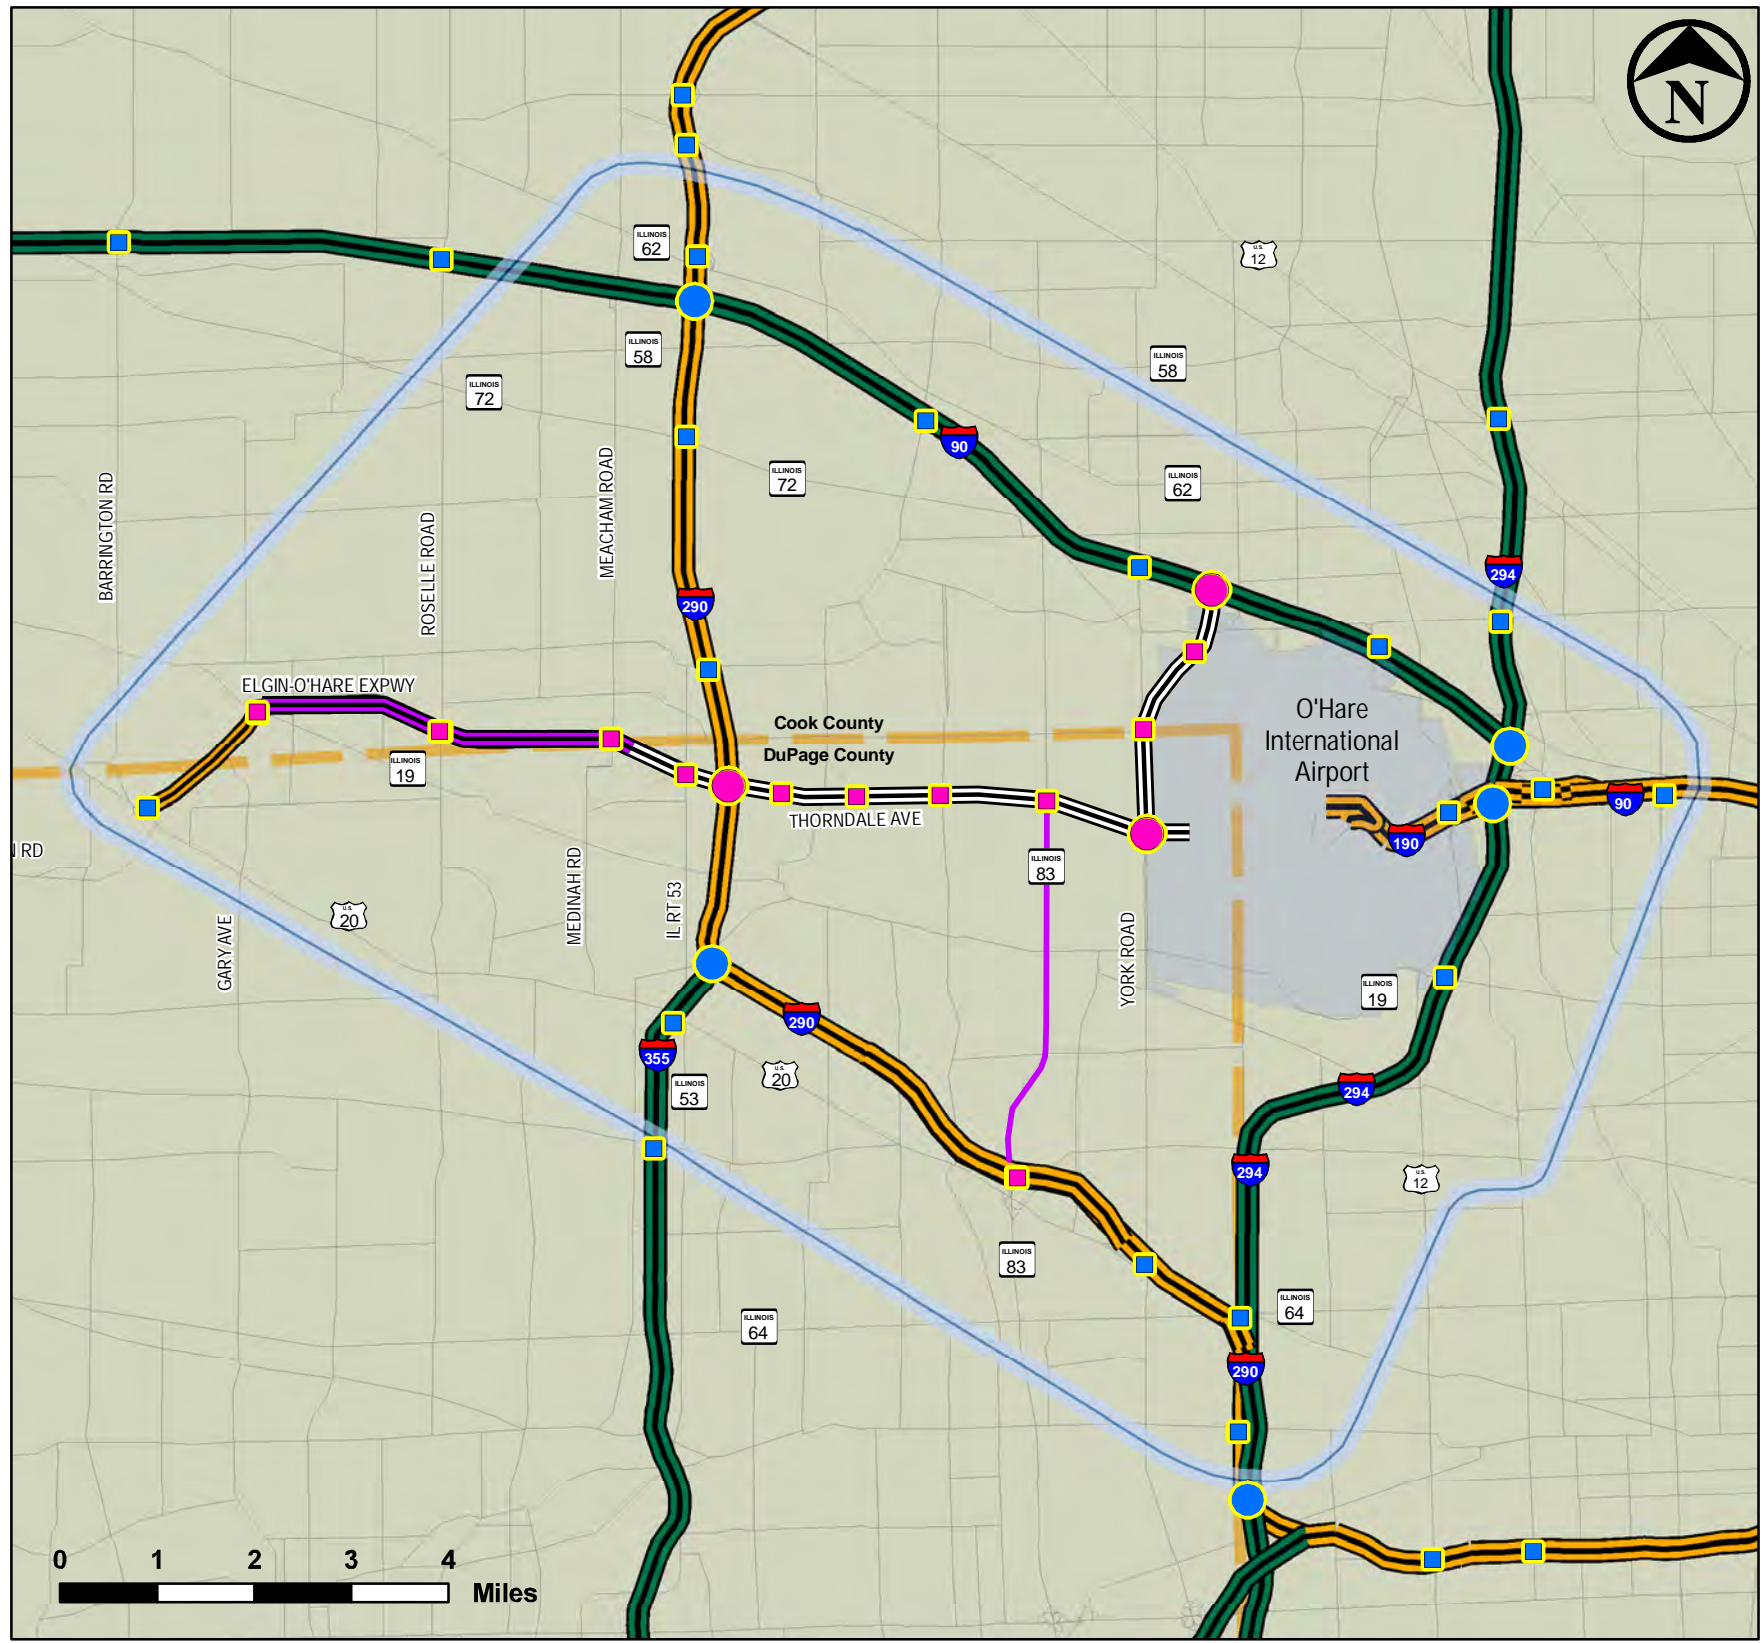 N
ILLINOIS
62
U.S.
12
ILLINOIS
58
ILLINOIS
58
ILLINOIS
72
90
ILLINOIS
72
ILLINOIS
62
BARRINGTON RD
ROSELLE ROAD
MEACHAM ROAD
294
290
ELGIN-O'HARE EXPWY
Cook County
DuPage County
O'Hare
International
Airport
ILLINOIS
19
THORNDALE AVE
90
190
N RD
ILLINOIS
83
U.S.
20
GARY AVE
MEDINAH RD
IL RT 53
YORK ROAD
ILLINOIS
19
290
355
U.S.
20
ILLINOIS
53
294
294
U.S.
12
ILLINOIS
83
ILLINOIS
64
ILLINOIS
64
290
0 1 2 3 4
Miles